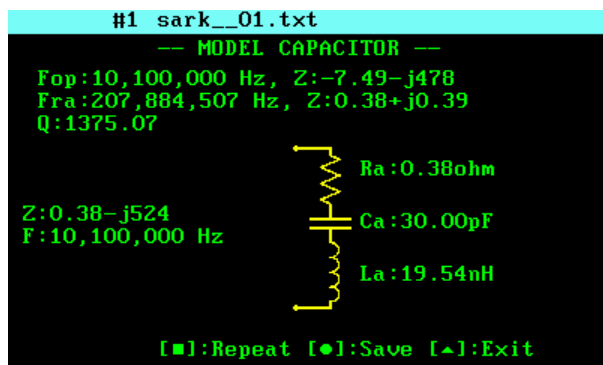 #1 sark__01.txt
-- MODEL CAPACITOR --
Fop:10,100,000 Hz, Z:-7.49-j478
Fra:207,884,507 Hz, Z:0.38+j0.39
Q:1375.07
Ra:0.38ohm
Z:0.38-j524
Ca:30.00pF
F:10,100,000 Hz
La:19.54nH
[■]:Repeat [●]:Save [▲]:Exit